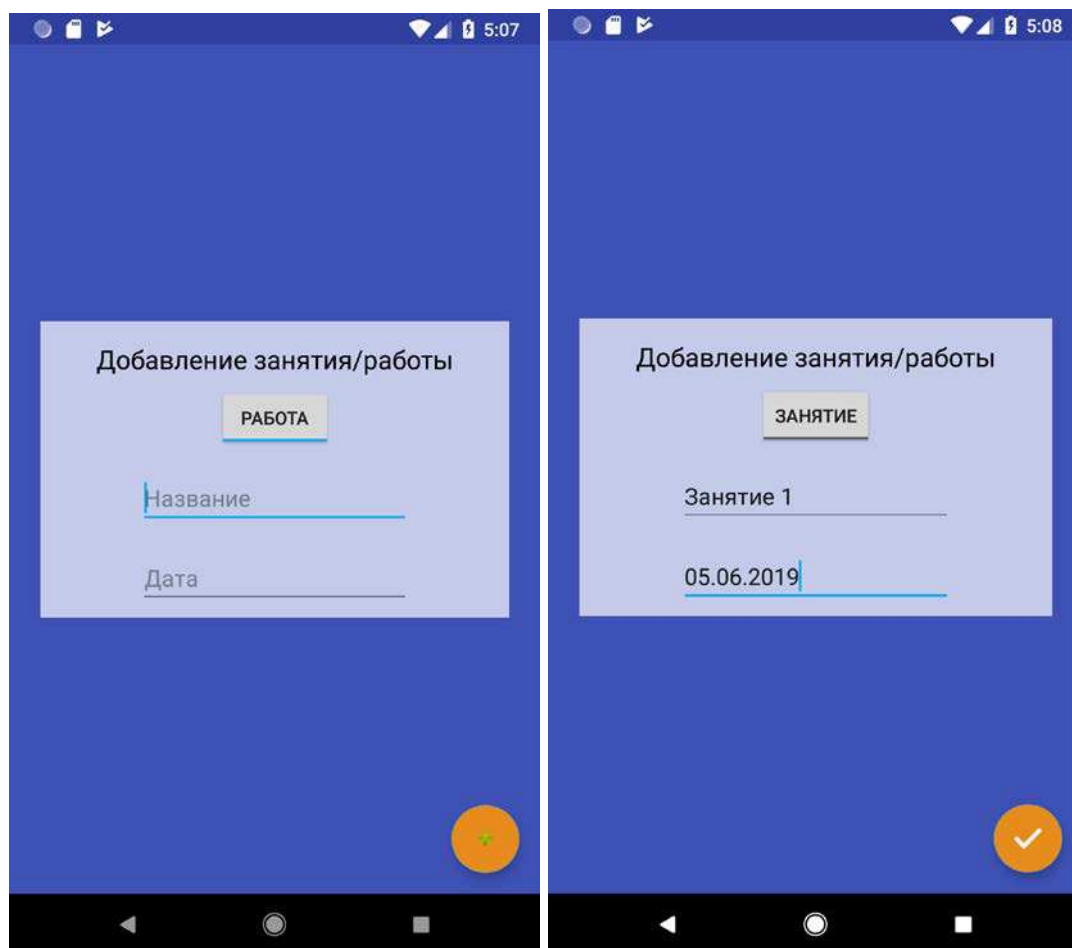 5:07
Добавление занятия/работы
РАБОТА
Название
Дата
5:08
Добавление занятия/работы
ЗАНЯТИЕ
Занятие 1
05.06.2019